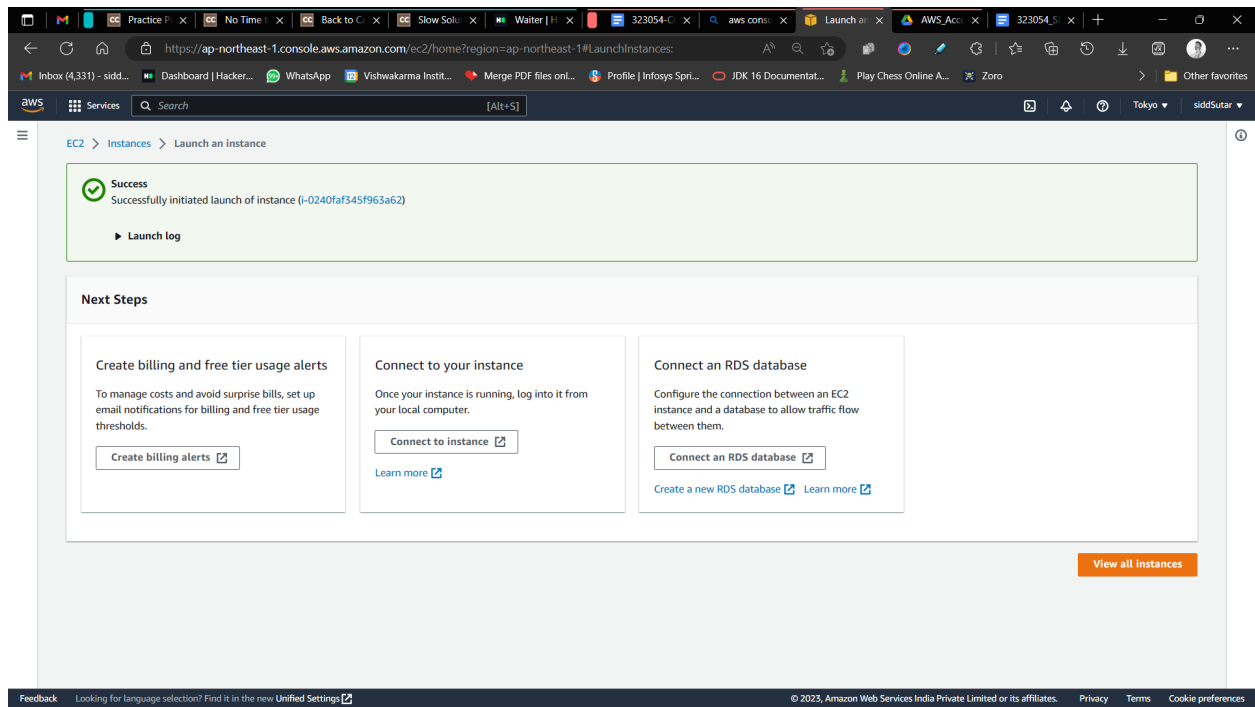 Practice P
No Time t
Back to C
Slow Solu
Waiter | H
323054-C
aws conso
Launch an
AWS_Acc
323054_S
https://ap-northeast-1.console.aws.amazon.com/ec2/home?region=ap-northeast-1#LaunchInstances:
Inbox (4,331) - sidd...
Dashboard | Hacker...
WhatsApp
Vishwakarma Instit...
Merge PDF files onl...
Profile | Infosys Spri...
JDK 16 Documentat...
Play Chess Online A...
Zoro
Other favorites
aws
Services
Search
[Alt+S]
Tokyo
siddSutar
EC2 > Instances > Launch an instance
Success
Successfully initiated launch of instance (i-0240faf345f963a62)
Launch log
Next Steps
Create billing and free tier usage alerts
To manage costs and avoid surprise bills, set up
email notifications for billing and free tier usage
thresholds.
Create billing alerts
Connect to your instance
Once your instance is running, log into it from
your local computer.
Connect to instance
Learn more
Connect an RDS database
Configure the connection between an EC2
instance and a database to allow traffic flow
between them.
Connect an RDS database
Create a new RDS database Learn more
View all instances
Feedback
Looking for language selection? Find it in the new Unified Settings
© 2023, Amazon Web Services India Private Limited or its affiliates.
Privacy
Terms
Cookie preferences